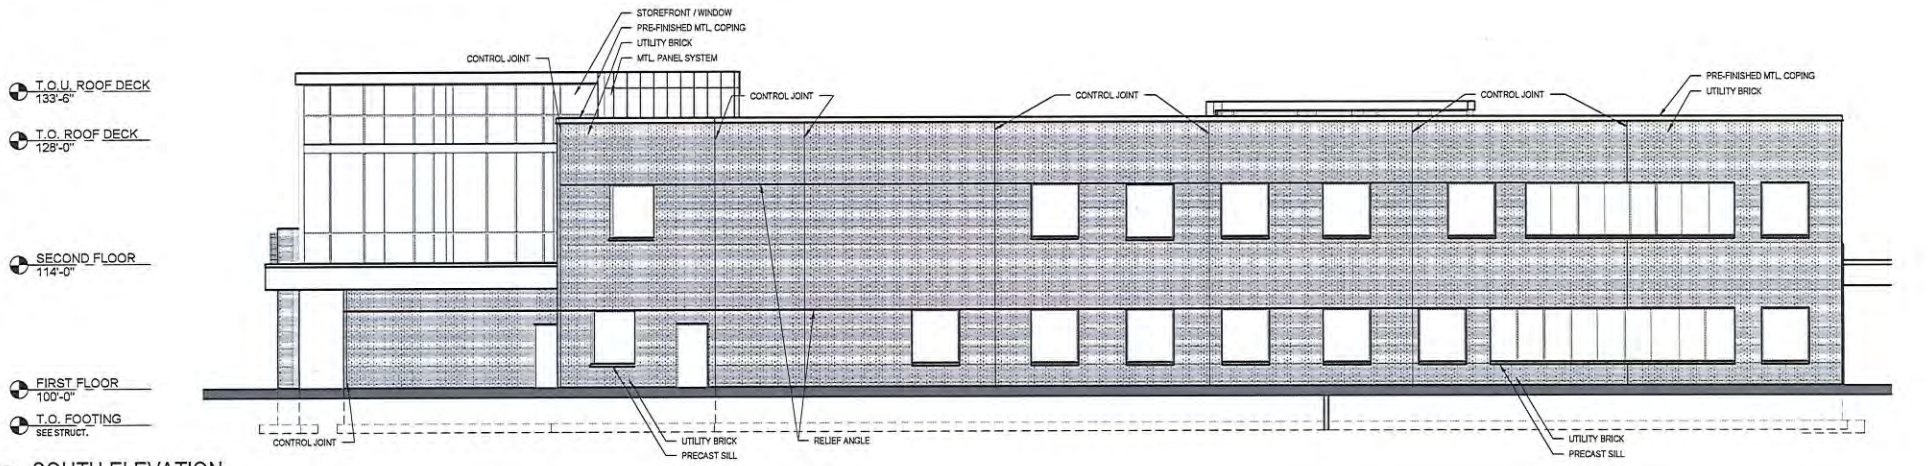 STOREFRONT / WINDOW
PRE-FINISHED MTL. COPING
UTILITY BRICK
MTL. PANEL SYSTEM
CONTROL JOINT
T.O.U. ROOF DECK
133'-6"
CONTROL JOINT
CONTROL JOINT
CONTROL JOINT
PRE-FINISHED MTL. COPING
UTILITY BRICK
T.O. ROOF DECK
128'-0"
SECOND FLOOR
114'-0"
FIRST FLOOR
100'-0"
T.O. FOOTING
SEE STRUCT.
CONTROL JOINT
UTILITY BRICK
PRECAST SILL
RELIEF ANGLE
UTILITY BRICK
PRECAST SILL
SOUTH ELEVATION